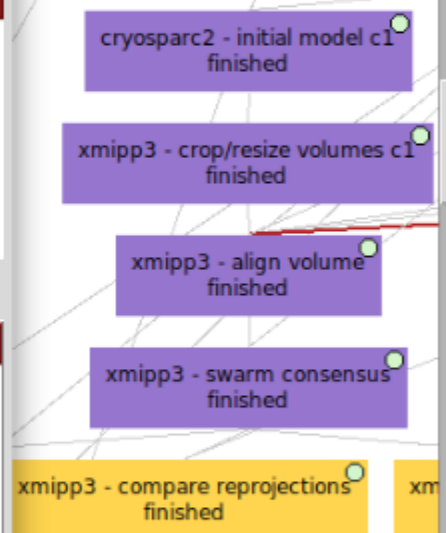 cryosparc2 - initial model c1
finished
xmipp3 - crop/resize volumes c1
finished
xmipp3 - align volume
finished
xmipp3 - swarm consensus
finished
xmipp3 - compare reprojections
finished